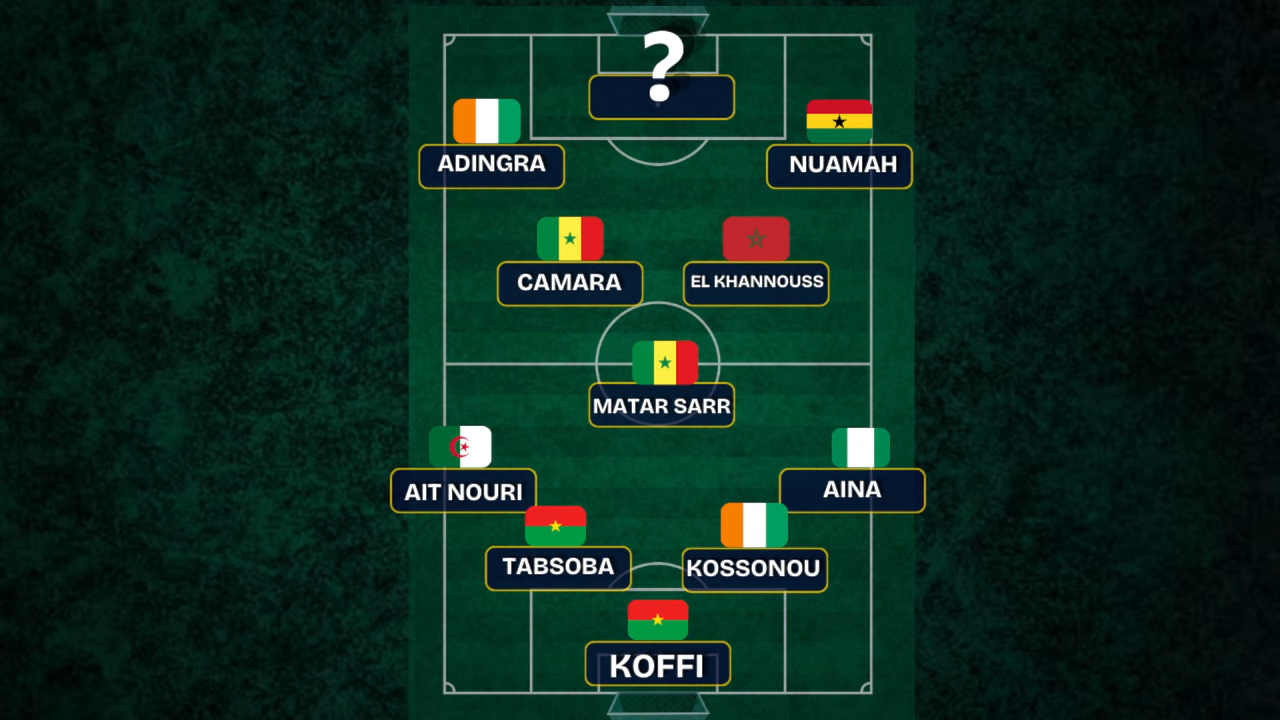 ?
ADINGRA
NUAMAH
CAMARA
EL KHANNOUSS
MATAR SARR
AIT NOURI
AINA
TABSOBA
KOSSONOU
KOFFI